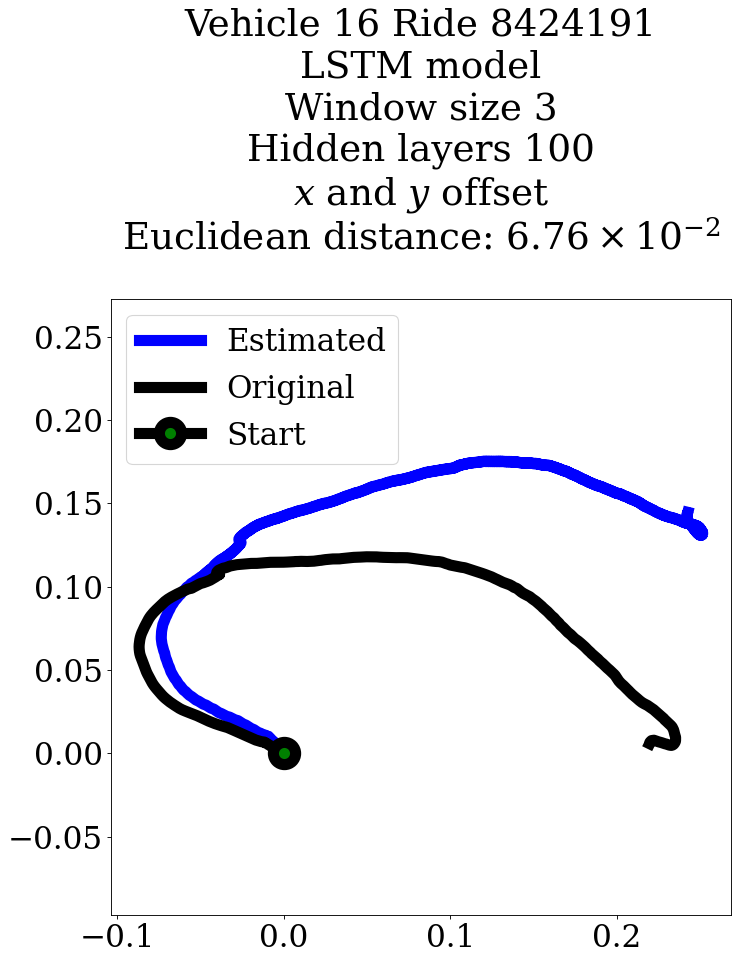 Vehicle 16 Ride 8424191
LSTM model
Window size 3
Hidden layers 100
x and y offset
Euclidean distance: 6.76 × 10⁻²
Estimated
Original
Start
0.25
0.20
0.15
0.10
0.05
0.00
−0.05
−0.1 0.0 0.1 0.2